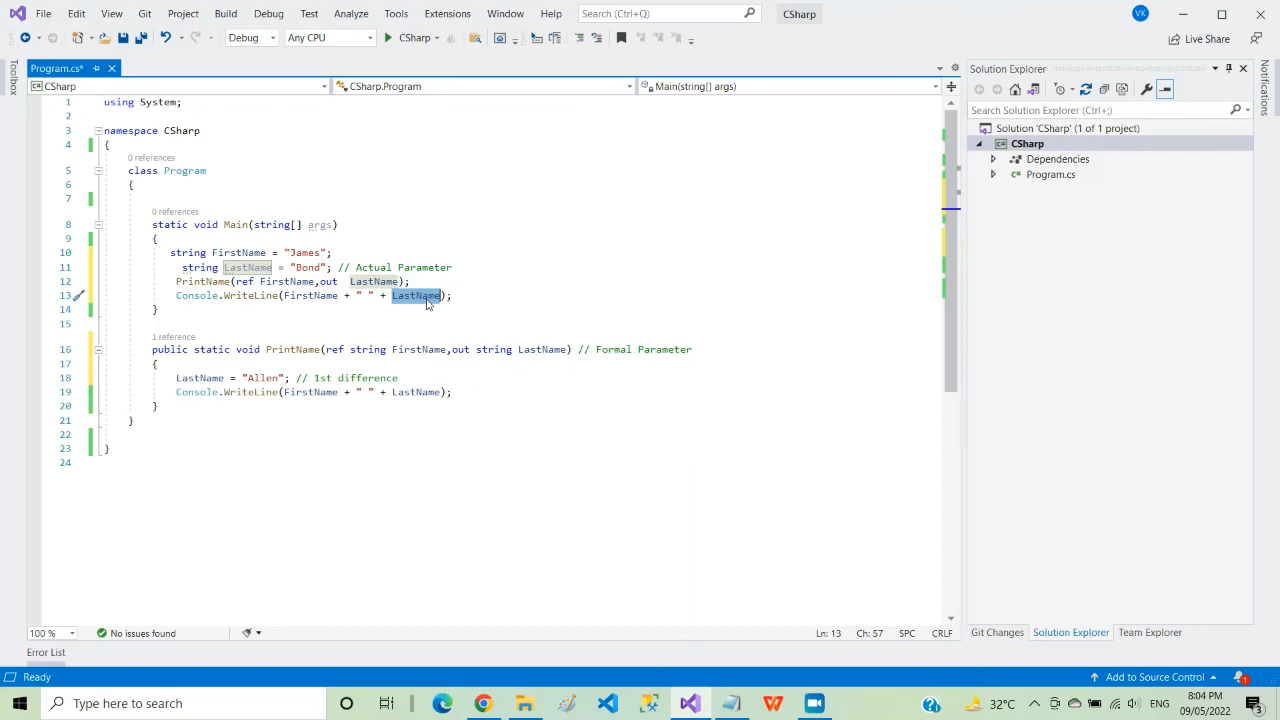 File Edit View Git Project Build Debug Test Analyze Tools Extensions Window Help Search (Ctrl+Q) CSharp VK
Debug Any CPU CSharp Live Share
Toolbox
Program.cs*
CSharp CSharp.Program Main(string[] args)
1 using System;
2
3 namespace CSharp
4 {
0 references
5 class Program
6 {
7
0 references
8 static void Main(string[] args)
9 {
10 string FirstName = "James";
11 string LastName = "Bond"; // Actual Parameter
12 PrintName(ref FirstName,out LastName);
13 Console.WriteLine(FirstName + " " + LastName);
14 }
15
1 reference
16 public static void PrintName(ref string FirstName,out string LastName) // Formal Parameter
17 {
18 LastName = "Allen"; // 1st difference
19 Console.WriteLine(FirstName + " " + LastName);
20 }
21 }
22
23 }
24
Solution Explorer
Search Solution Explorer (Ctrl+;)
Solution 'CSharp' (1 of 1 project)
CSharp
Dependencies
Program.cs
Notifications
100 % No issues found Ln: 13 Ch: 57 SPC CRLF
Git Changes Solution Explorer Team Explorer
Error List
Ready Add to Source Control 1
Type here to search
32°C
8:04 PM
09/05/2022
3